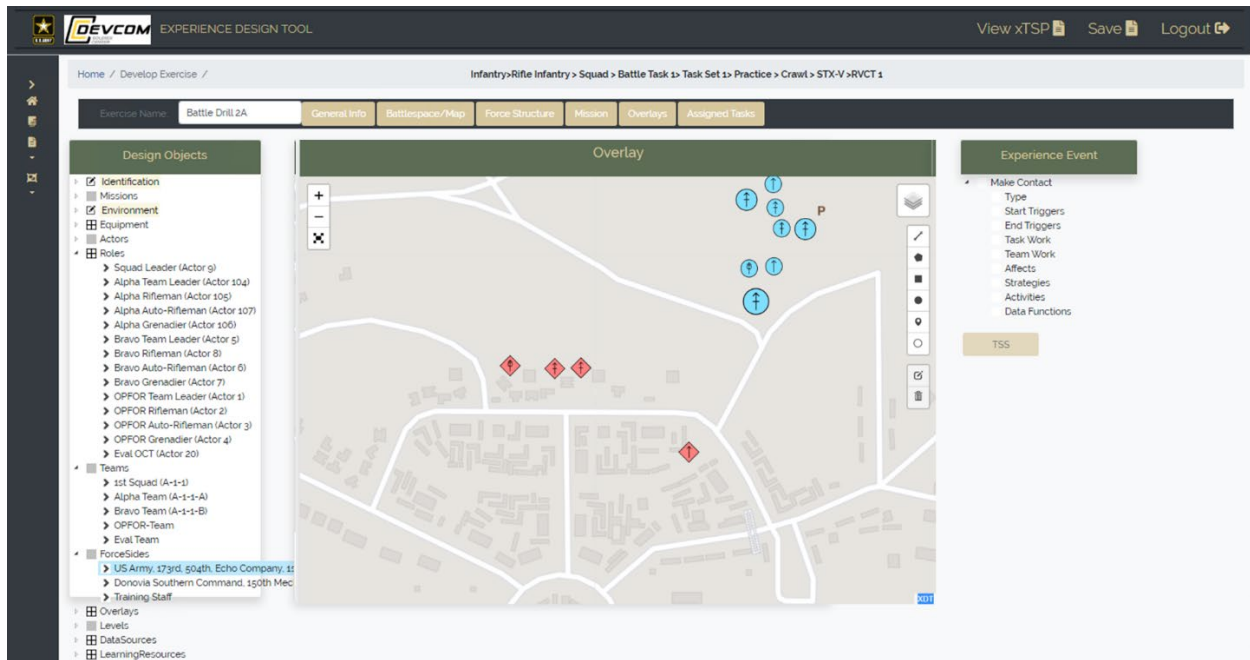 U.S. ARMY
DEVCOM
EXPERIENCE DESIGN TOOL
View xTSP
Save
Logout
Home / Develop Exercise /
Infantry>Rifle Infantry > Squad > Battle Task 1> Task Set 1> Practice > Crawl > STX-V >RVCT 1
Exercise Name:
Battle Drill 2A
General Info
Battlespace/Map
Force Structure
Mission
Overlays
Assigned Tasks
Design Objects
Identification
Missions
Environment
Equipment
Actors
Roles
Squad Leader (Actor 9)
Alpha Team Leader (Actor 104)
Alpha Rifleman (Actor 105)
Alpha Auto-Rifleman (Actor 107)
Alpha Grenadier (Actor 106)
Bravo Team Leader (Actor 5)
Bravo Rifleman (Actor 8)
Bravo Auto-Rifleman (Actor 6)
Bravo Grenadier (Actor 7)
OPFOR Team Leader (Actor 1)
OPFOR Rifleman (Actor 2)
OPFOR Auto-Rifleman (Actor 3)
OPFOR Grenadier (Actor 4)
Eval OCT (Actor 20)
Teams
1st Squad (A-1-1)
Alpha Team (A-1-1-A)
Bravo Team (A-1-1-B)
OPFOR-Team
Eval Team
ForceSides
US Army, 173rd, 504th, Echo Company, 1s
Donovia Southern Command, 150th Mec
Training Staff
Overlays
Levels
DataSources
LearningResources
Overlay
+
−
P
XDT
Experience Event
Make Contact
Type
Start Triggers
End Triggers
Task Work
Team Work
Affects
Strategies
Activities
Data Functions
TSS